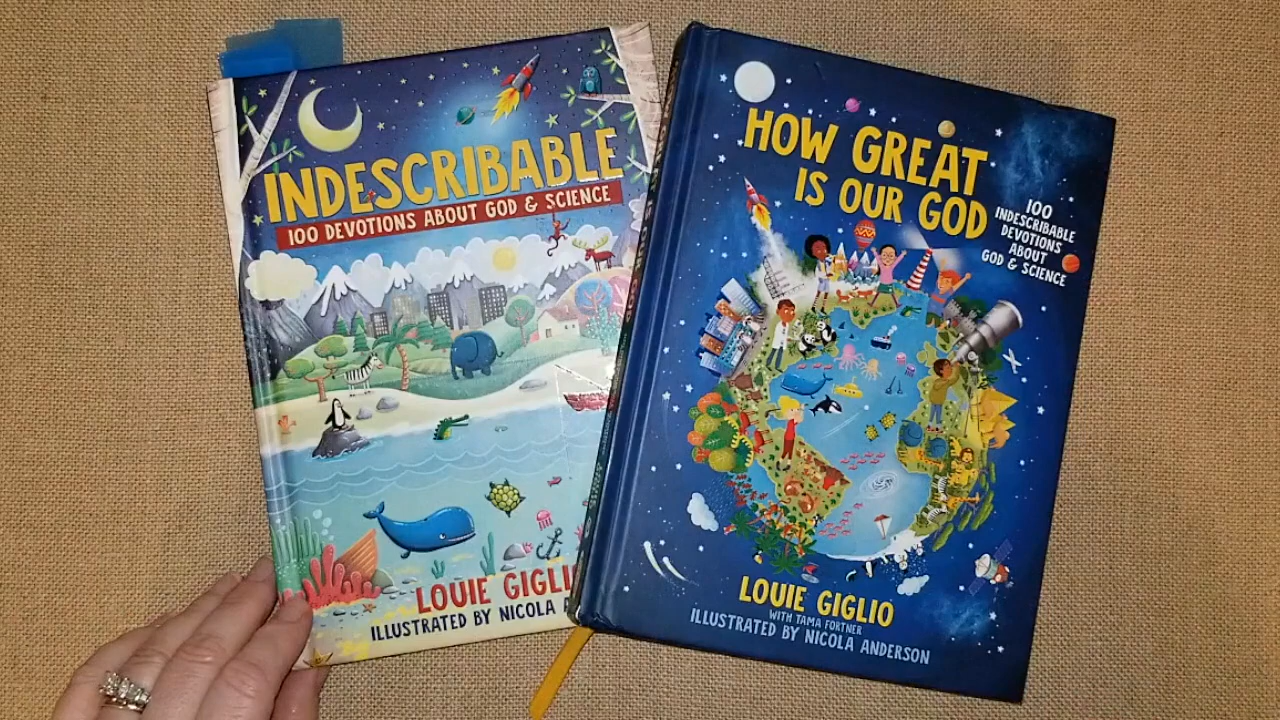 INDESCRIBABLE
100 DEVOTIONS ABOUT GOD & SCIENCE
LOUIE GIGLI
ILLUSTRATED BY NICOLA
HOW GREAT
IS OUR GOD
100
INDESCRIBABLE
DEVOTIONS
ABOUT
GOD & SCIENCE
LOUIE GIGLIO
WITH TAMA FORTNER
ILLUSTRATED BY NICOLA ANDERSON